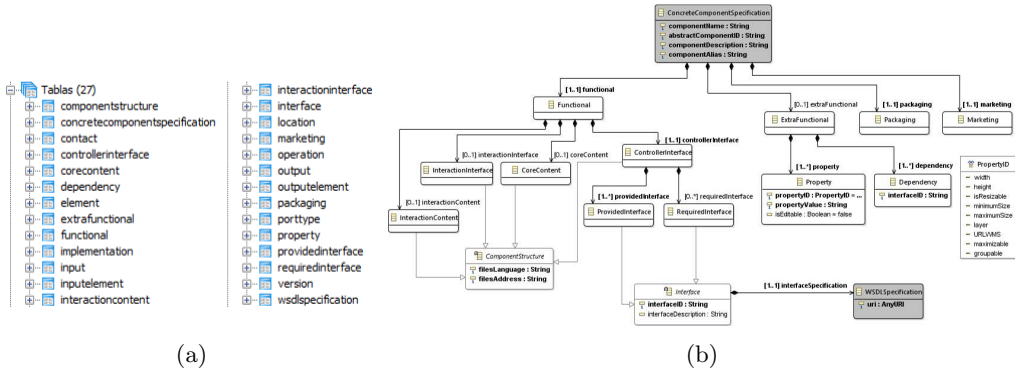 Tablas (27)
componentstructure
concretecomponentspecification
contact
controllerinterface
corecontent
dependency
element
extrafunctional
functional
implementation
input
inputelement
interactioncontent
interactioninterface
interface
location
marketing
operation
output
outputelement
packaging
porttype
property
providedinterface
requiredinterface
version
wsdlspecification
(a)
ConcreteComponentSpecification
componentName : String
abstractComponentID : String
componentDescription : String
componentAlias : String
[1..1] functional
[0..1] extraFunctional
[1..1] packaging
[1..1] marketing
Functional
ExtraFunctional
Packaging
Marketing
[0..1] interactionInterface
[0..1] coreContent
[1..1] controllerInterface
InteractionInterface
CoreContent
ControllerInterface
[1..*] property
[1..*] dependency
Property
propertyID : PropertyID = ...
propertyValue : String
isEditable : Boolean = false
Dependency
interfaceID : String
PropertyID
width
height
isResizable
minimumSize
maximumSize
layer
URLVMS
maximizable
groupable
[0..1] interactionContent
InteractionContent
[1..*] providedInterface
[0..*] requiredInterface
ProvidedInterface
RequiredInterface
ComponentStructure
filesLanguage : String
filesAddress : String
Interface
interfaceID : String
interfaceDescription : String
[1..1] interfaceSpecification
WSDLSpecification
uri : AnyURI
(b)